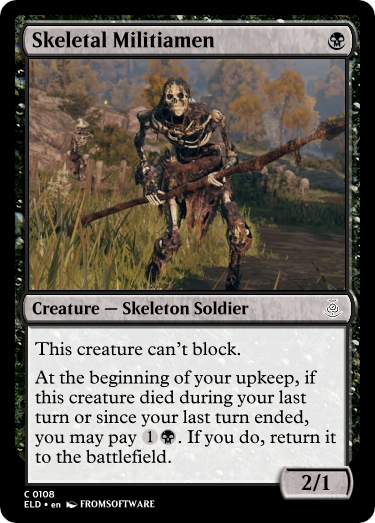 Skeletal Militiamen
Creature — Skeleton Soldier
This creature can't block.
At the beginning of your upkeep, if
this creature died during your last
turn or since your last turn ended,
you may pay 1. If you do, return it
to the battlefield.
2/1
C 0108
ELD • en FROMSOFTWARE